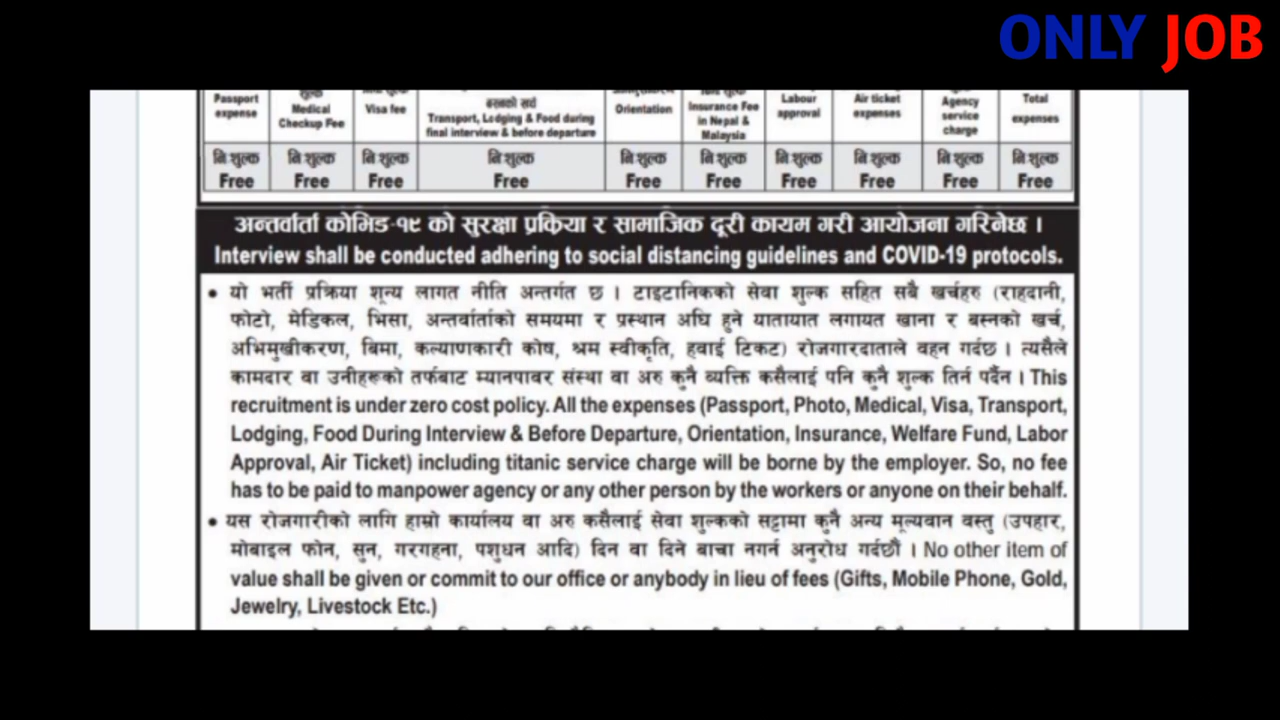 ONLY JOB
Passport expense
Medical Checkup Fee
Visa fee
बस्नको खर्च
Transport, Lodging & Food during final interview & before departure
Orientation
Insurance Fee in Nepal & Malaysia
Labour approval
Air ticket expenses
Agency service charge
Total expenses
नि शुल्क नि शुल्क नि शुल्क नि शुल्क नि शुल्क नि शुल्क नि शुल्क नि शुल्क नि शुल्क नि शुल्क
Free Free Free Free Free Free Free Free Free Free
अन्तर्वार्ता कोभिड-१९ को सुरक्षा प्रक्रिया र सामाजिक दूरी कायम गरी आयोजना गरिनेछ ।
Interview shall be conducted adhering to social distancing guidelines and COVID-19 protocols.
• यो भर्ती प्रक्रिया शून्य लागत नीति अन्तर्गत छ । टाइटानिकको सेवा शुल्क सहित सबै खर्चहरु (राहदानी,
फोटो, मेडिकल, भिसा, अन्तर्वार्ताको समयमा र प्रस्थान अघि हुने यातायात लगायत खाना र बस्नको खर्च,
अभिमुखीकरण, बिमा, कल्याणकारी कोष, श्रम स्वीकृति, हवाई टिकट) रोजगारदाताले वहन गर्दछ । त्यसैले
कामदार वा उनीहरूको तर्फबाट म्यानपावर संस्था वा अरु कुनै व्यक्ति कसैलाई पनि कुनै शुल्क तिर्न पर्दैन । This
recruitment is under zero cost policy. All the expenses (Passport, Photo, Medical, Visa, Transport,
Lodging, Food During Interview & Before Departure, Orientation, Insurance, Welfare Fund, Labor
Approval, Air Ticket) including titanic service charge will be borne by the employer. So, no fee
has to be paid to manpower agency or any other person by the workers or anyone on their behalf.
• यस रोजगारीको लागि हाम्रो कार्यालय वा अरु कसैलाई सेवा शुल्कको सट्टामा कुनै अन्य मूल्यवान वस्तु (उपहार,
मोबाइल फोन, सुन, गरगहना, पशुधन आदि) दिन वा दिने बाचा नगर्न अनुरोध गर्दछौं । No other item of
value shall be given or commit to our office or anybody in lieu of fees (Gifts, Mobile Phone, Gold,
Jewelry, Livestock Etc.)